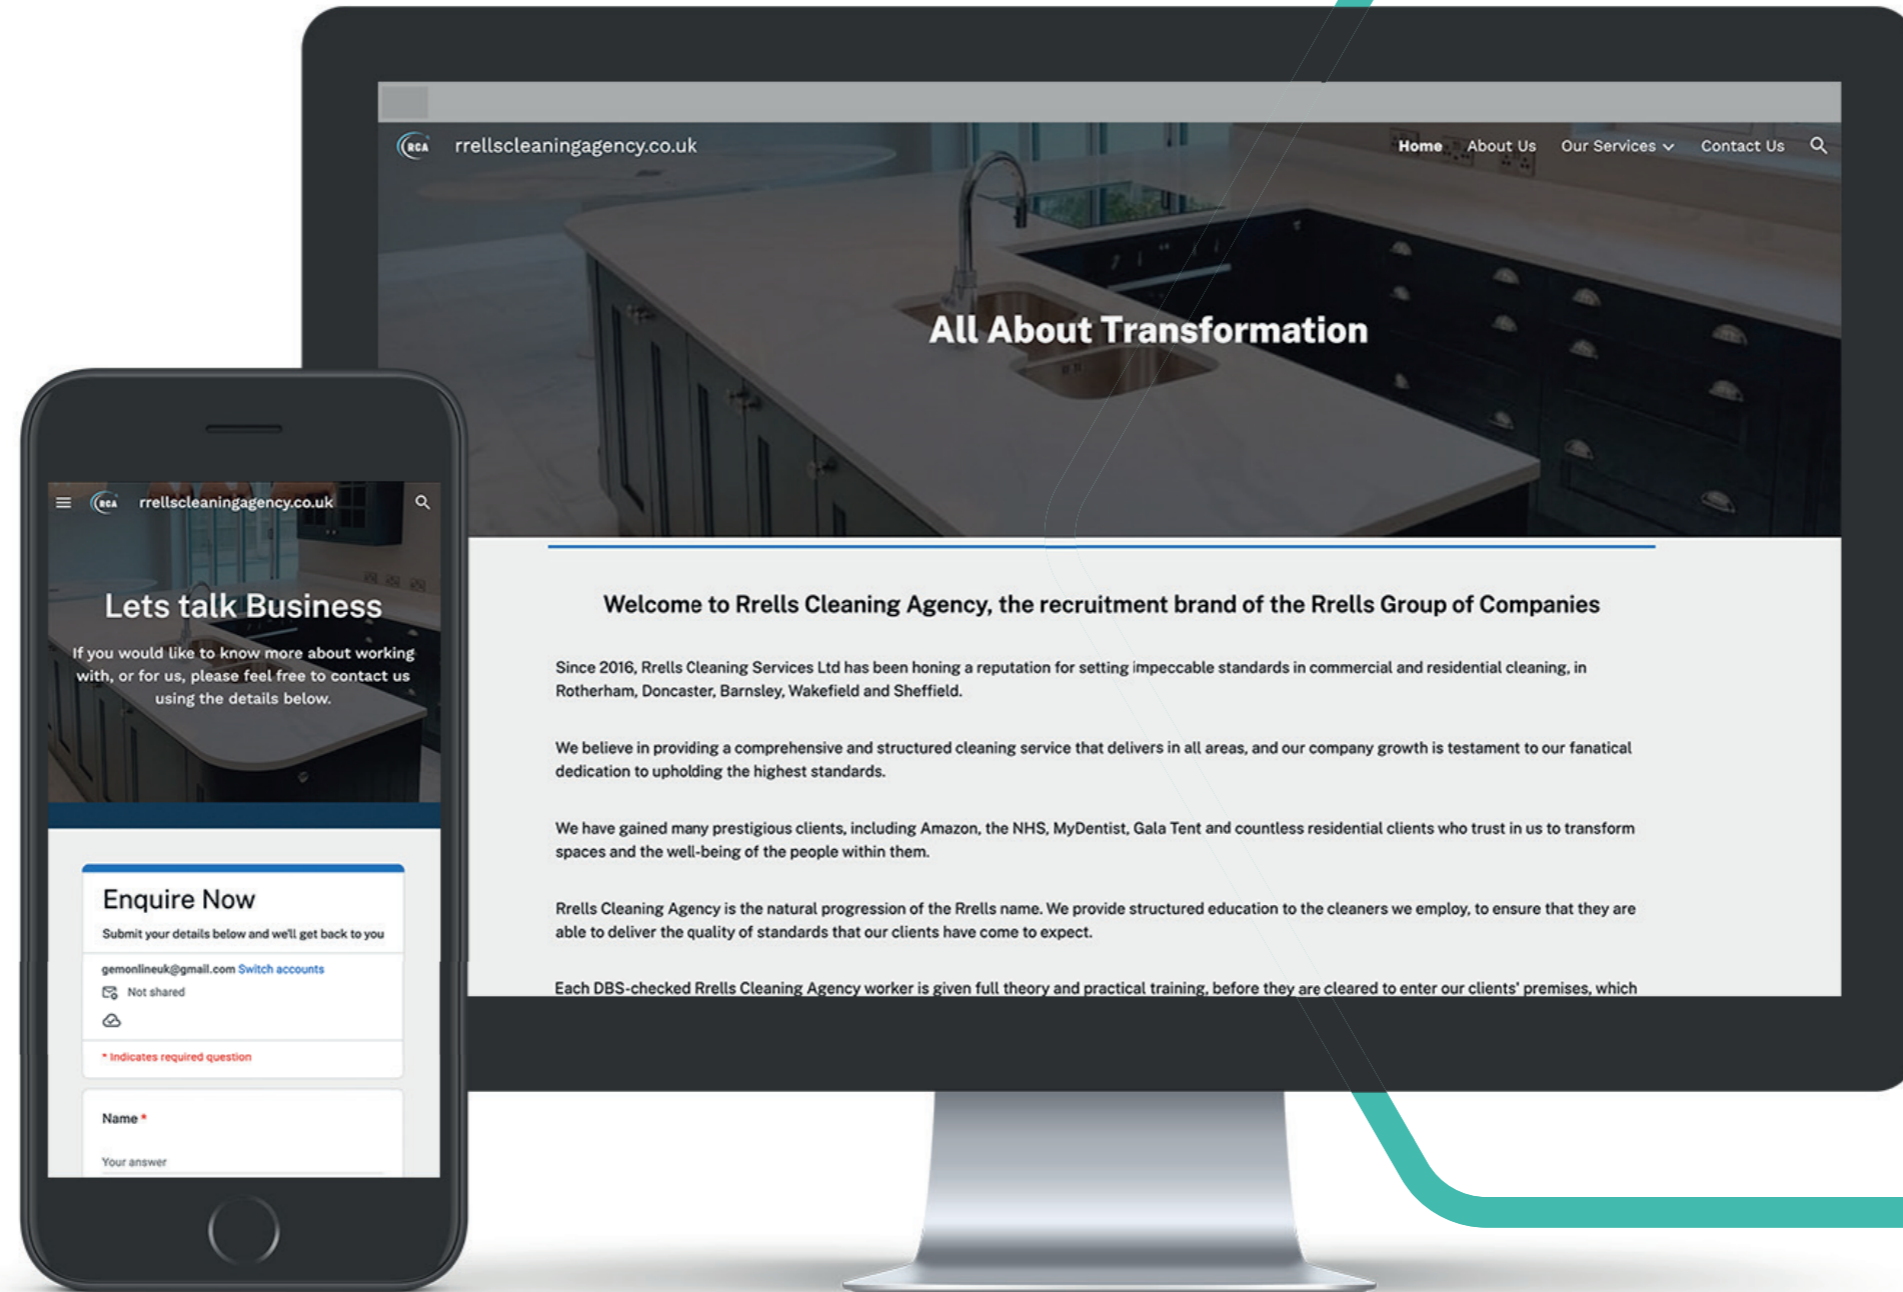 RCA rrellscleaningagency.co.uk Home About Us Our Services Contact Us
All About Transformation
Welcome to Rrells Cleaning Agency, the recruitment brand of the Rrells Group of Companies
Since 2016, Rrells Cleaning Services Ltd has been honing a reputation for setting impeccable standards in commercial and residential cleaning, in
Rotherham, Doncaster, Barnsley, Wakefield and Sheffield.
We believe in providing a comprehensive and structured cleaning service that delivers in all areas, and our company growth is testament to our fanatical
dedication to upholding the highest standards.
We have gained many prestigious clients, including Amazon, the NHS, MyDentist, Gala Tent and countless residential clients who trust in us to transform
spaces and the well-being of the people within them.
Rrells Cleaning Agency is the natural progression of the Rrells name. We provide structured education to the cleaners we employ, to ensure that they are
able to deliver the quality of standards that our clients have come to expect.
Each DBS-checked Rrells Cleaning Agency worker is given full theory and practical training, before they are cleared to enter our clients' premises, which
RCA rrellscleaningagency.co.uk
Lets talk Business
If you would like to know more about working
with, or for us, please feel free to contact us
using the details below.
Enquire Now
Submit your details below and we'll get back to you
gemonlineuk@gmail.com Switch accounts
Not shared
* Indicates required question
Name *
Your answer